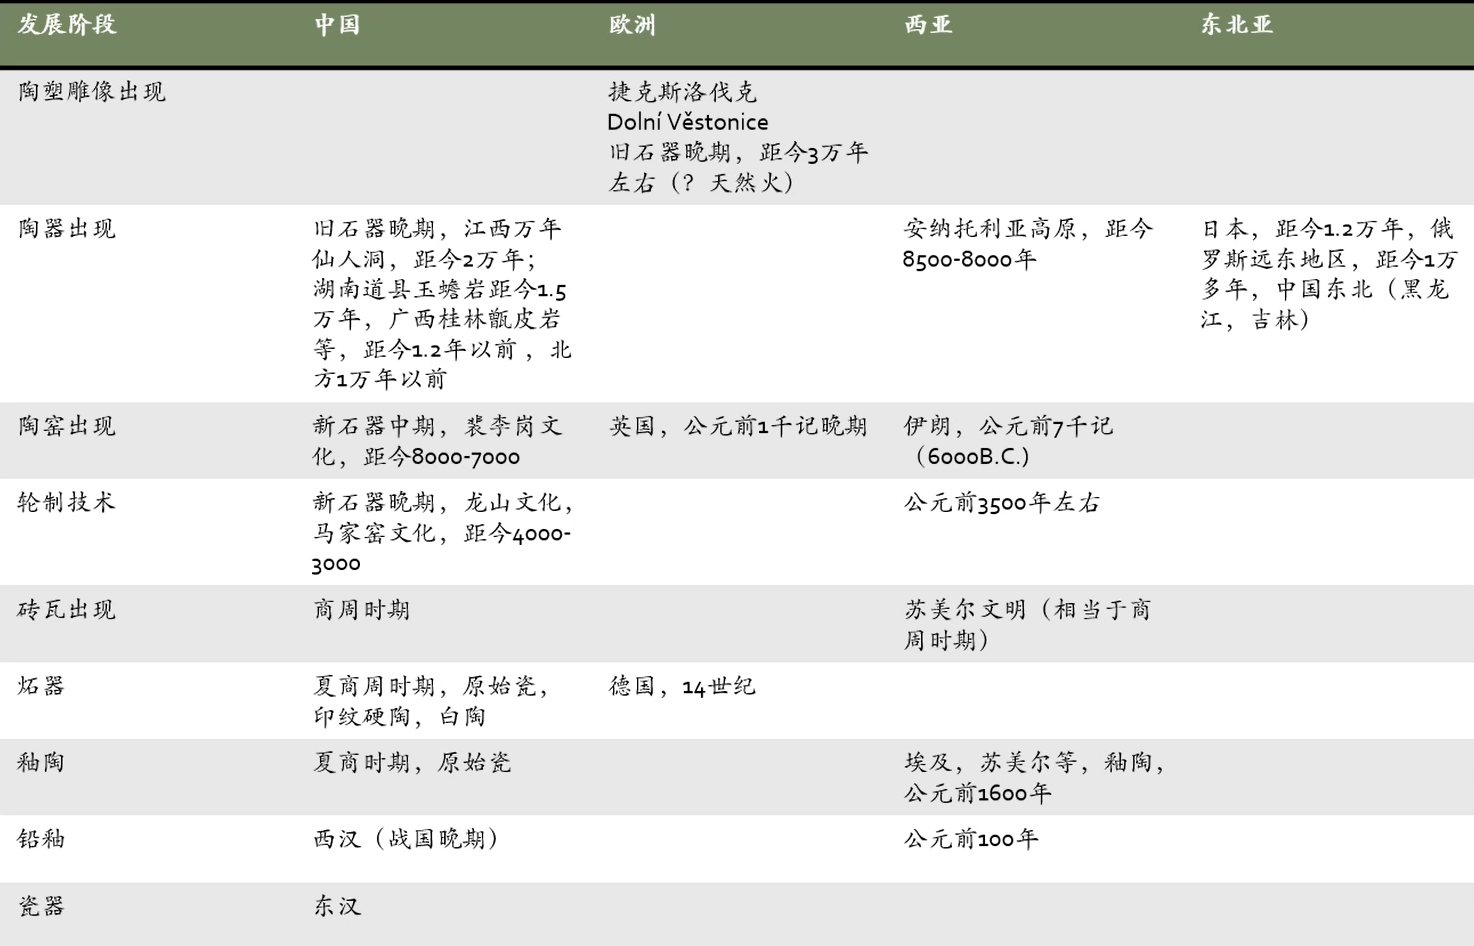 发展阶段 中国 欧洲 西亚 东北亚
陶塑雕像出现
捷克斯洛伐克
Dolní Věstonice
旧石器晚期，距今3万年
左右（？天然火）
陶器出现
旧石器晚期，江西万年
仙人洞，距今2万年；
湖南道县玉蟾岩距今1.5
万年，广西桂林甑皮岩
等，距今1.2年以前，北
方1万年以前
安纳托利亚高原，距今
8500-8000年
日本，距今1.2万年，俄
罗斯远东地区，距今1万
多年，中国东北（黑龙
江，吉林）
陶窑出现
新石器中期，裴李岗文
化，距今8000-7000
英国，公元前1千记晚期
伊朗，公元前7千记
（6000B.C.)
轮制技术
新石器晚期，龙山文化，
马家窑文化，距今4000-
3000
公元前3500年左右
砖瓦出现
商周时期
苏美尔文明（相当于商
周时期）
炻器
夏商周时期，原始瓷，
印纹硬陶，白陶
德国，14世纪
釉陶
夏商时期，原始瓷
埃及，苏美尔等，釉陶，
公元前1600年
铅釉
西汉（战国晚期）
公元前100年
瓷器
东汉